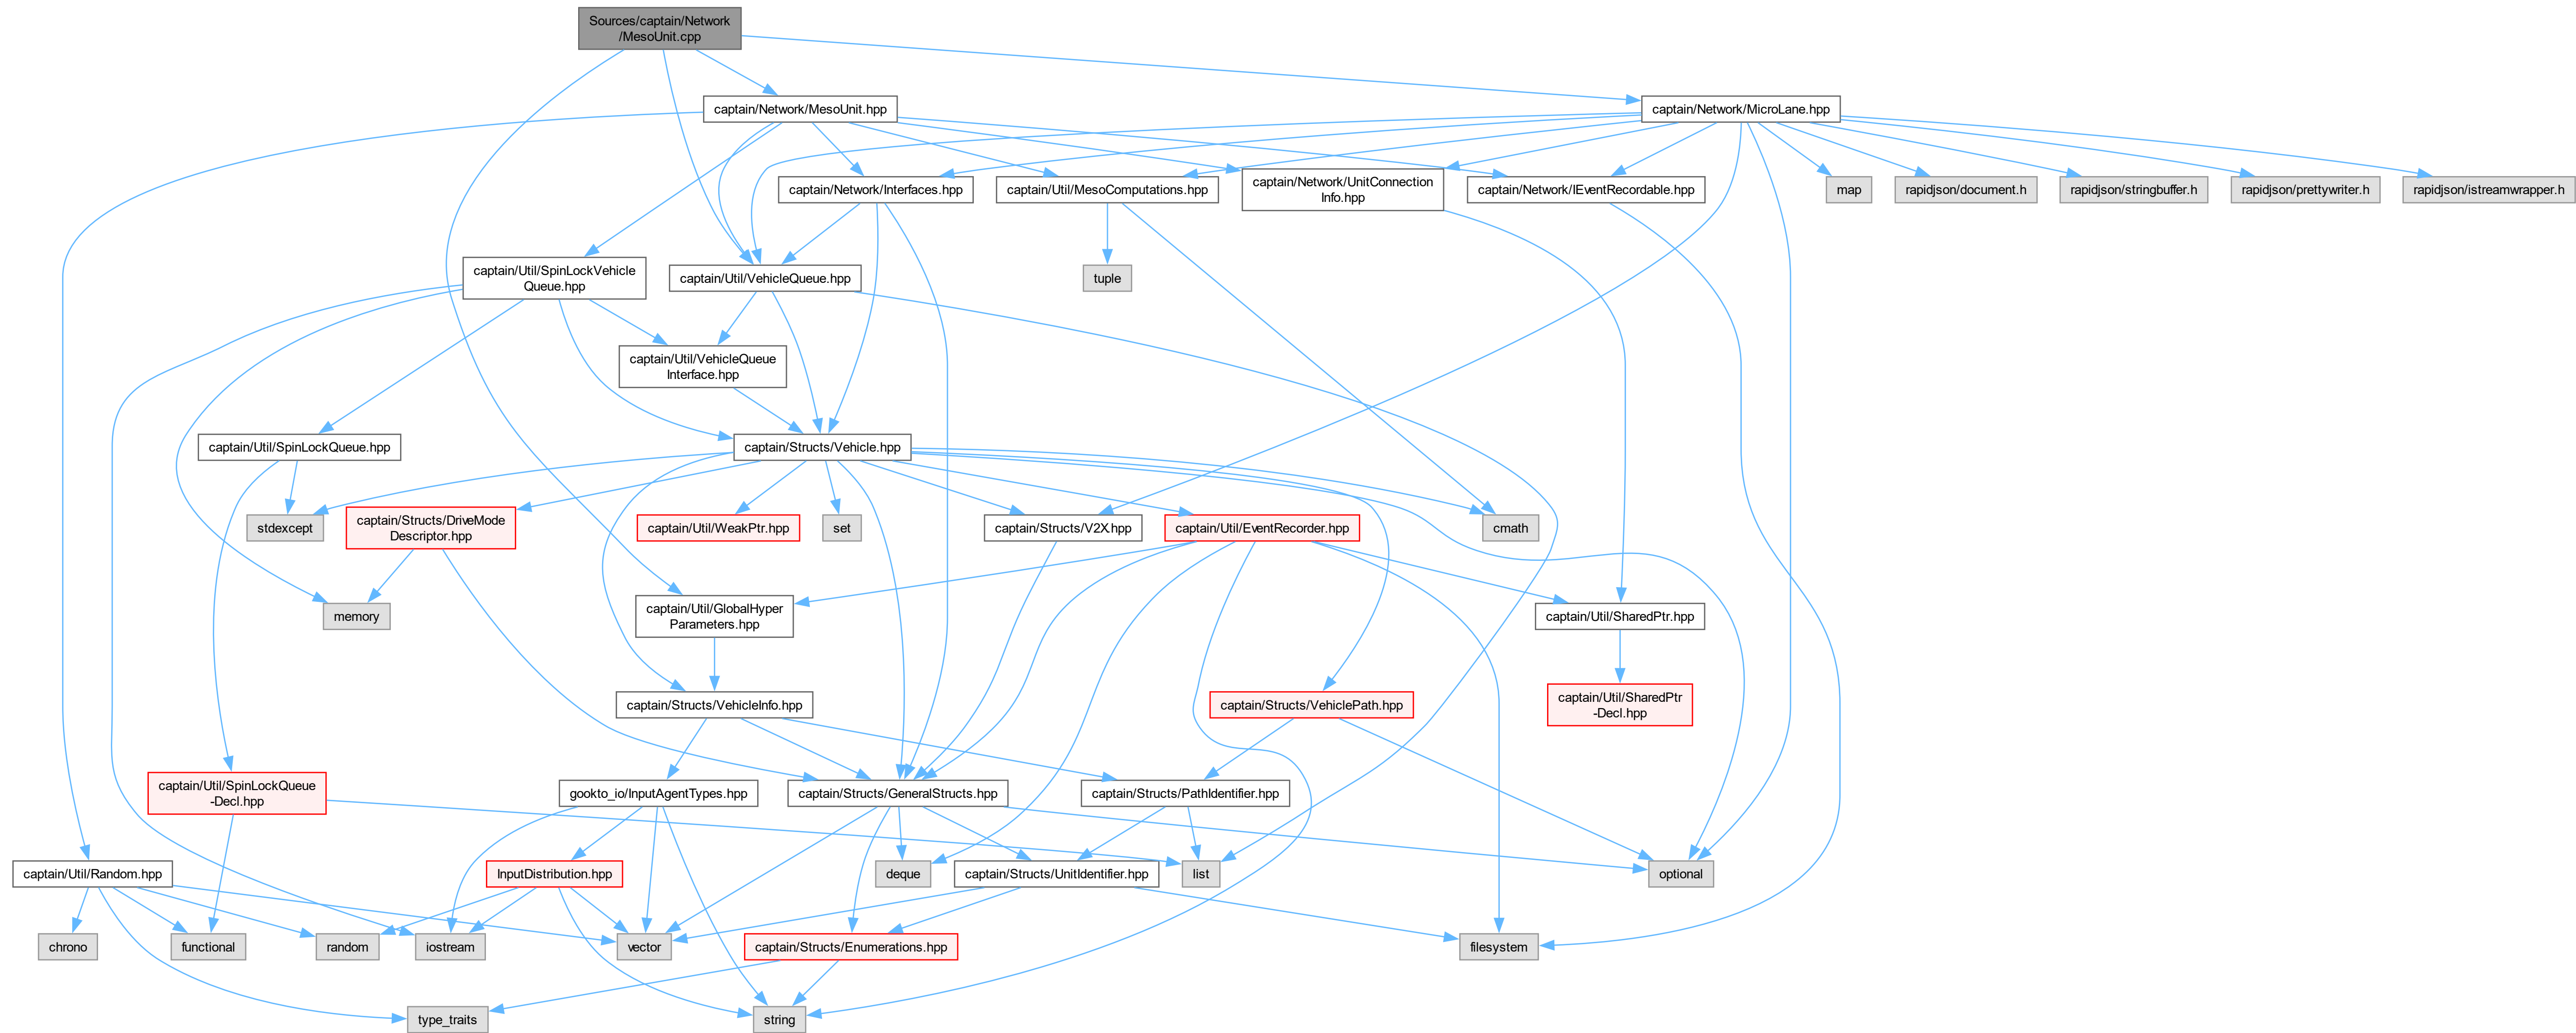 Sources/captain/Network
/MesoUnit.cpp
captain/Network/MesoUnit.hpp
captain/Network/MicroLane.hpp
captain/Network/Interfaces.hpp
captain/Util/MesoComputations.hpp
captain/Network/UnitConnection
Info.hpp
captain/Network/IEventRecordable.hpp
map
rapidjson/document.h
rapidjson/stringbuffer.h
rapidjson/prettywriter.h
rapidjson/istreamwrapper.h
captain/Util/SpinLockVehicle
Queue.hpp
captain/Util/VehicleQueue.hpp
tuple
captain/Util/VehicleQueue
Interface.hpp
captain/Util/SpinLockQueue.hpp
captain/Structs/Vehicle.hpp
stdexcept
captain/Structs/DriveMode
Descriptor.hpp
captain/Util/WeakPtr.hpp
set
captain/Structs/V2X.hpp
captain/Util/EventRecorder.hpp
cmath
memory
captain/Util/GlobalHyper
Parameters.hpp
captain/Util/SharedPtr.hpp
captain/Structs/VehicleInfo.hpp
captain/Structs/VehiclePath.hpp
captain/Util/SharedPtr
-Decl.hpp
captain/Util/SpinLockQueue
-Decl.hpp
gookto_io/InputAgentTypes.hpp
captain/Structs/GeneralStructs.hpp
captain/Structs/PathIdentifier.hpp
captain/Util/Random.hpp
InputDistribution.hpp
deque
captain/Structs/UnitIdentifier.hpp
list
optional
chrono
functional
random
iostream
vector
captain/Structs/Enumerations.hpp
filesystem
type_traits
string